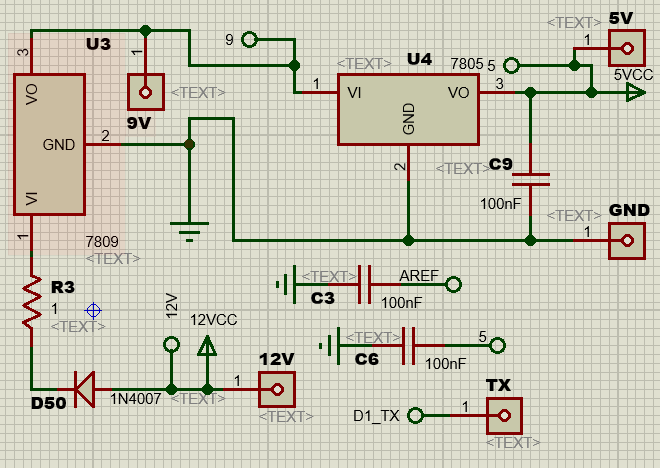 5V
<TEXT>
1
3
U3
1
9
<TEXT>
U4
7805
5
5VCC
VO
<TEXT>
1
VI
VO
3
9V
GND
2
GND
2
<TEXT>
C9
VI
100nF
<TEXT>
GND
1
1
7809
<TEXT>
R3
1
<TEXT>
<TEXT>
C3
100nF
AREF
12V
12VCC
<TEXT>
C6
100nF
5
12V
1
D50
1N4007
<TEXT>
<TEXT>
TX
D1_TX
1
<TEXT>